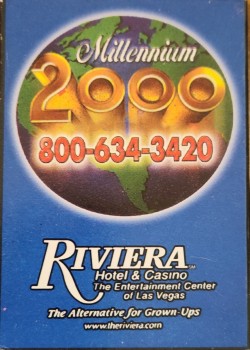 Millennium
2000
800-634-3420
RIVIERA
Hotel & Casino
The Entertainment Center
of Las Vegas
The Alternative for Grown-Ups
www.theriviera.com